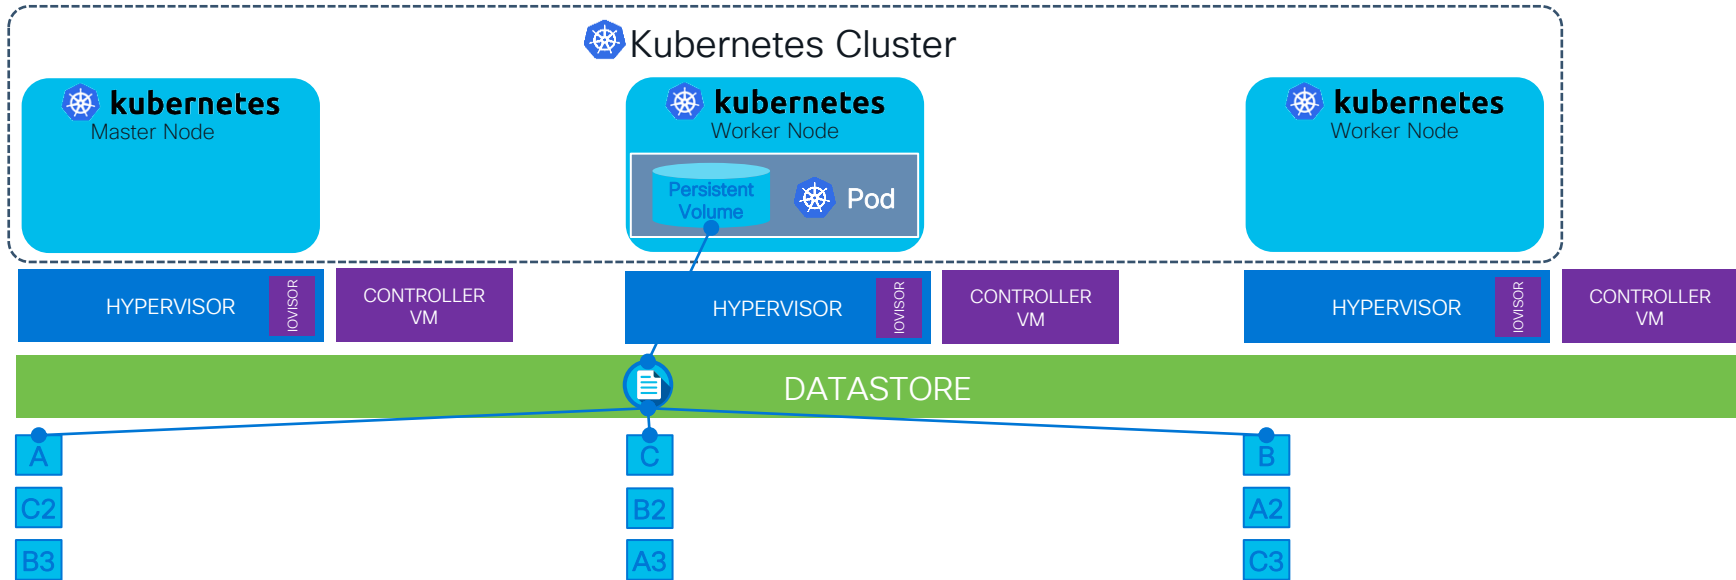 Kubernetes Cluster
kubernetes
Master Node
kubernetes
Worker Node
kubernetes
Worker Node
Persistent
Volume
Pod
HYPERVISOR
IOVISOR
CONTROLLER
VM
HYPERVISOR
IOVISOR
CONTROLLER
VM
HYPERVISOR
IOVISOR
CONTROLLER
VM
DATASTORE
A
C
B
C2
B2
A2
B3
A3
C3